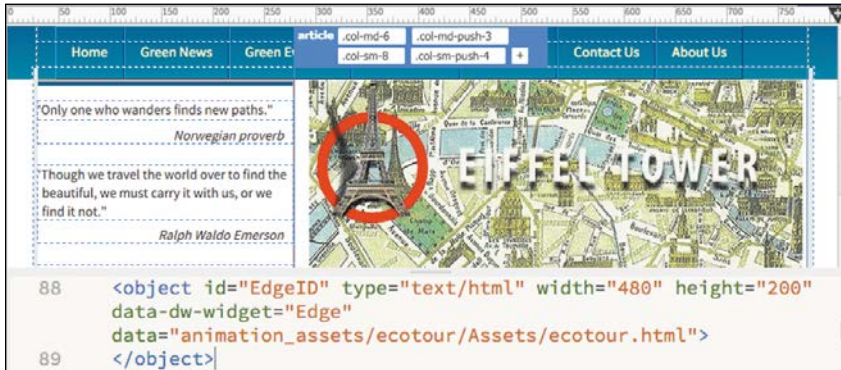 0 50 100 150 200 250 300 350 400 450 500 550 600 650 700 750
article .col-md-6 .col-md-push-3
Home Green News Green Ev .col-sm-8 .col-sm-push-4 + Contact Us About Us
"Only one who wanders finds new paths."
Norwegian proverb
EIFFEL TOWER
"Though we travel the world over to find the
beautiful, we must carry it with us, or we
find it not."
Ralph Waldo Emerson
88 <object id="EdgeID" type="text/html" width="480" height="200"
data-dw-widget="Edge"
data="animation_assets/ecotour/Assets/ecotour.html">
89 </object>